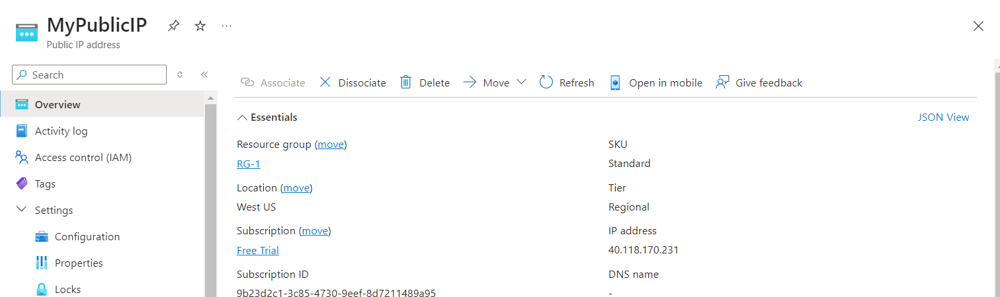 MyPublicIP
Public IP address
Search
Overview
Activity log
Access control (IAM)
Tags
Settings
Configuration
Properties
Locks
Associate Dissociate Delete Move Refresh Open in mobile Give feedback
Essentials JSON View
Resource group (move)
RG-1
Location (move)
West US
Subscription (move)
Free Trial
Subscription ID
9b23d2c1-3c85-4730-9eef-8d7211489a95
SKU
Standard
Tier
Regional
IP address
40.118.170.231
DNS name
-